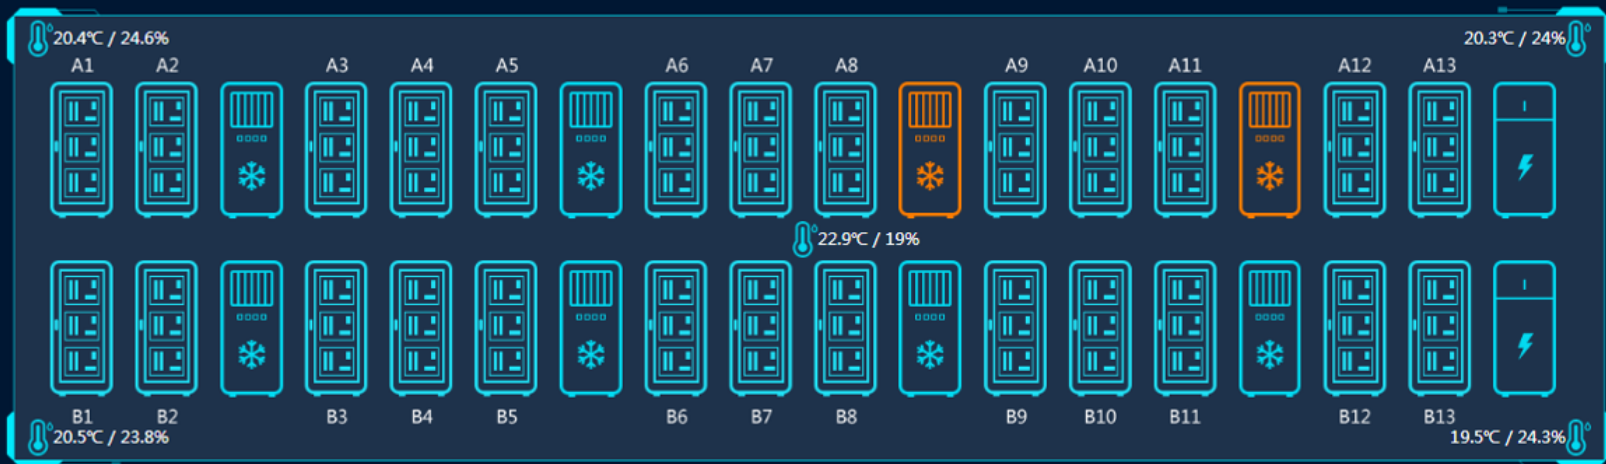 20.4℃ / 24.6%
20.3℃ / 24%
A1 A2 A3 A4 A5 A6 A7 A8 A9 A10 A11 A12 A13
22.9℃ / 19%
B1 B2 B3 B4 B5 B6 B7 B8 B9 B10 B11 B12 B13
20.5℃ / 23.8%
19.5℃ / 24.3%